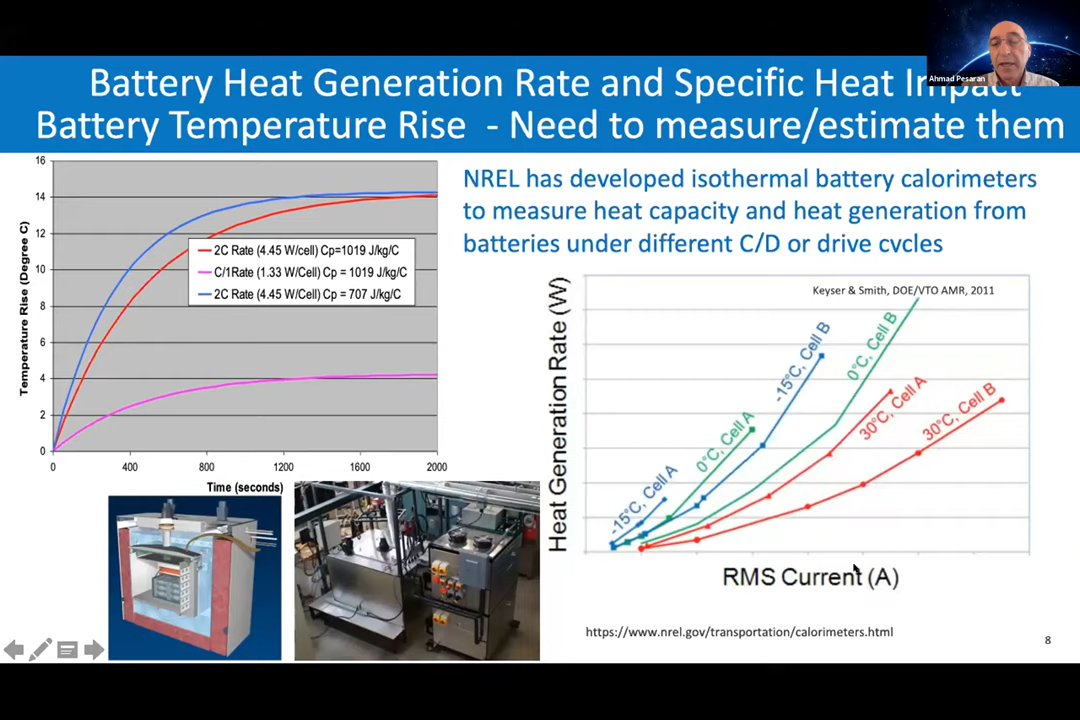 Ahmad Pesaran
Battery Heat Generation Rate and Specific Heat Impact
Battery Temperature Rise - Need to measure/estimate them
16
14
12
10
8
6
4
2
0
Temperature Rise (Degree C)
2C Rate (4.45 W/cell) Cp=1019 J/kg/C
C/1Rate (1.33 W/Cell) Cp = 1019 J/kg/C
2C Rate (4.45 W/Cell) Cp = 707 J/kg/C
0 400 800 1200 1600 2000
Time (seconds)
NREL has developed isothermal battery calorimeters
to measure heat capacity and heat generation from
batteries under different C/D or drive cycles
Keyser & Smith, DOE/VTO AMR, 2011
Heat Generation Rate (W)
-15°C, Cell A
0°C, Cell A
-15°C, Cell B
0°C, Cell B
30°C, Cell A
30°C, Cell B
RMS Current (A)
https://www.nrel.gov/transportation/calorimeters.html
8